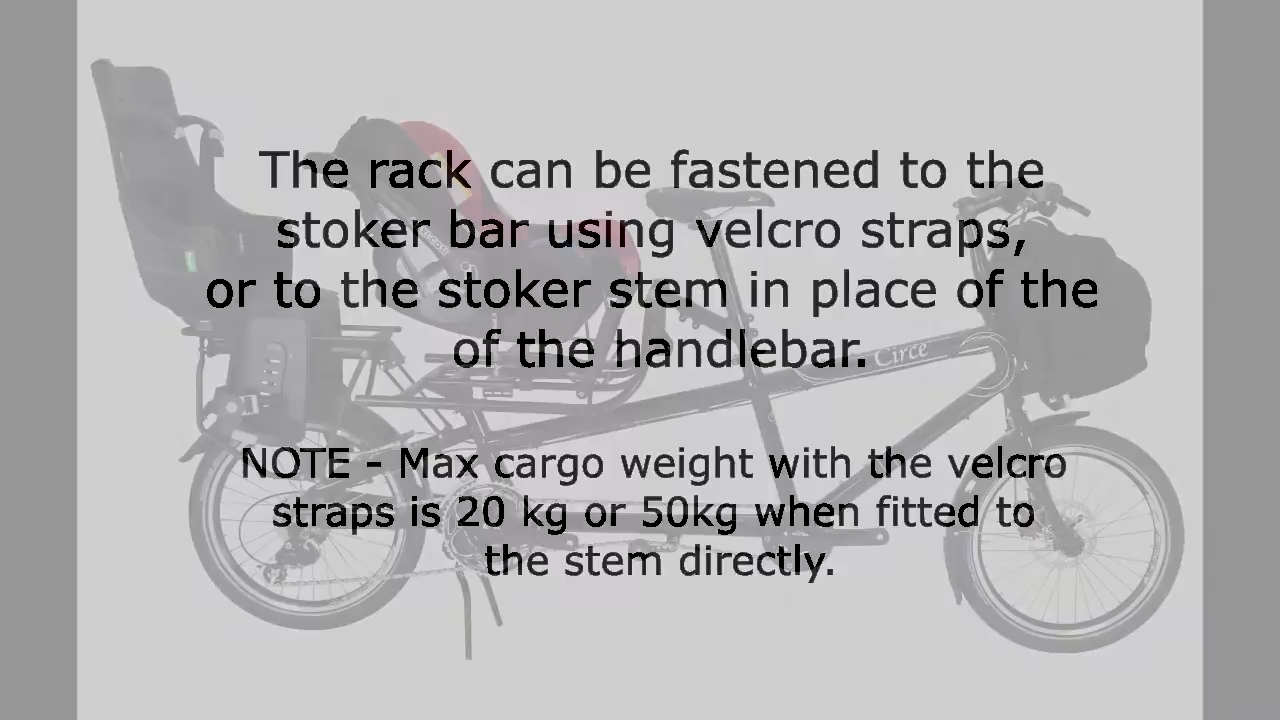 The rack can be fastened to the
stoker bar using velcro straps,
or to the stoker stem in place of the
of the handlebar.
Circe
NOTE - Max cargo weight with the velcro
straps is 20 kg or 50kg when fitted to
the stem directly.